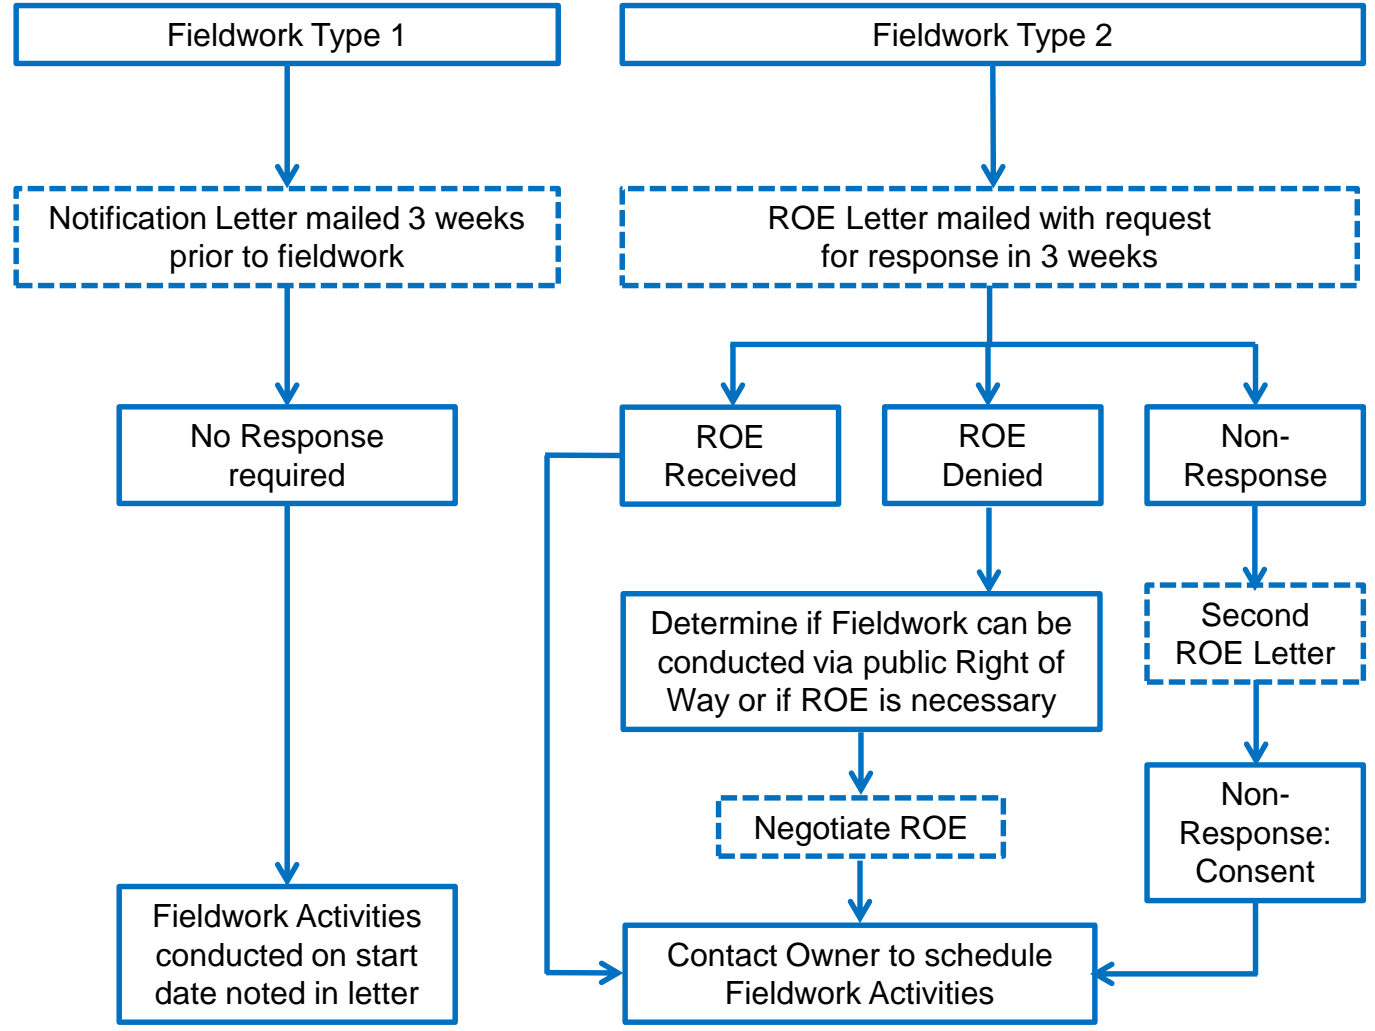 Fieldwork Type 1
Fieldwork Type 2
Notification Letter mailed 3 weeks
prior to fieldwork
ROE Letter mailed with request
for response in 3 weeks
No Response
required
ROE
Received
ROE
Denied
Non-
Response
Determine if Fieldwork can be
conducted via public Right of
Way or if ROE is necessary
Second
ROE Letter
Negotiate ROE
Non-
Response:
Consent
Fieldwork Activities
conducted on start
date noted in letter
Contact Owner to schedule
Fieldwork Activities